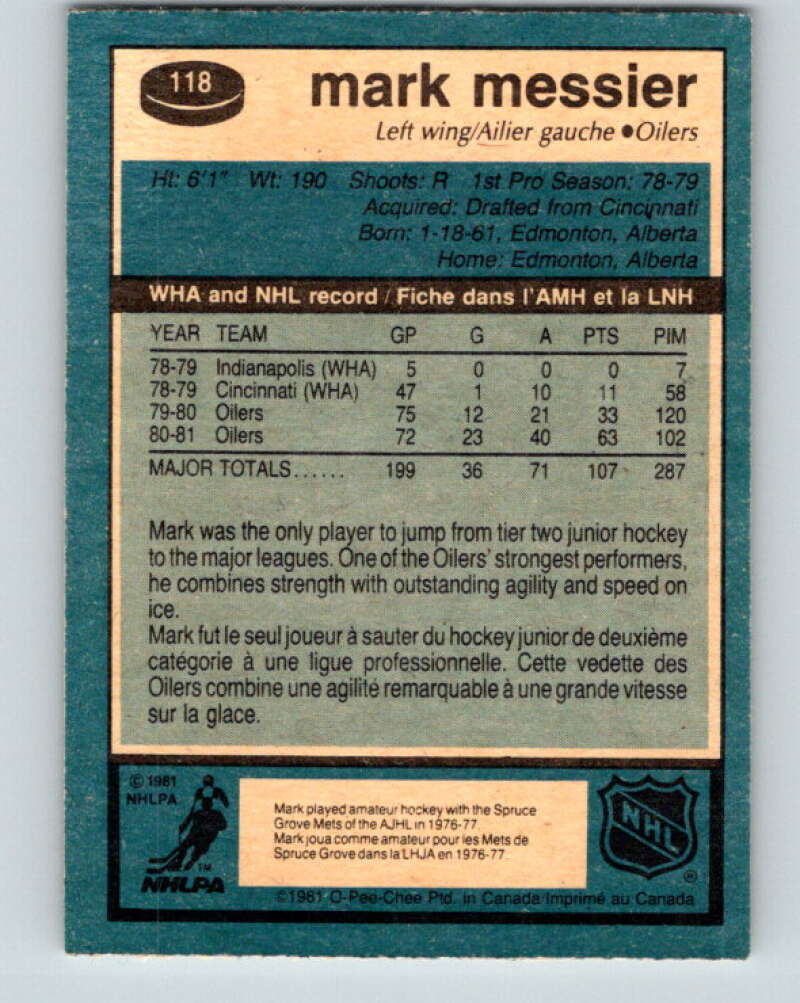 118
mark messier
Left wing/Ailier gauche ●Oilers
Ht: 6'1" Wt: 190 Shoots: R 1st Pro Season: 78-79
Acquired: Drafted from Cincinnati
Born: 1-18-61, Edmonton, Alberta
Home: Edmonton, Alberta
WHA and NHL record / Fiche dans l'AMH et la LNH
YEAR TEAM GP G A PTS PIM
78-79 Indianapolis (WHA) 5 0 0 0 7
78-79 Cincinnati (WHA) 47 1 10 11 58
79-80 Oilers 75 12 21 33 120
80-81 Oilers 72 23 40 63 102
MAJOR TOTALS...... 199 36 71 107 287
Mark was the only player to jump from tier two junior hockey
to the major leagues. One of the Oilers' strongest performers,
he combines strength with outstanding agility and speed on
ice.
Mark fut le seul joueur à sauter du hockey junior de deuxième
catégorie à une ligue professionnelle. Cette vedette des
Oilers combine une agilité remarquable à une grande vitesse
sur la glace.
© 1981
NHLPA
TM
NHLPA
Mark played amateur hockey with the Spruce
Grove Mets of the AJHL in 1976-77.
Mark joua comme amateur pour les Mets de
Spruce Grove dans la LHJA en 1976-77.
NHL
®
©1981 O-Pee-Chee Ptd. in Canada/Imprimé au Canada